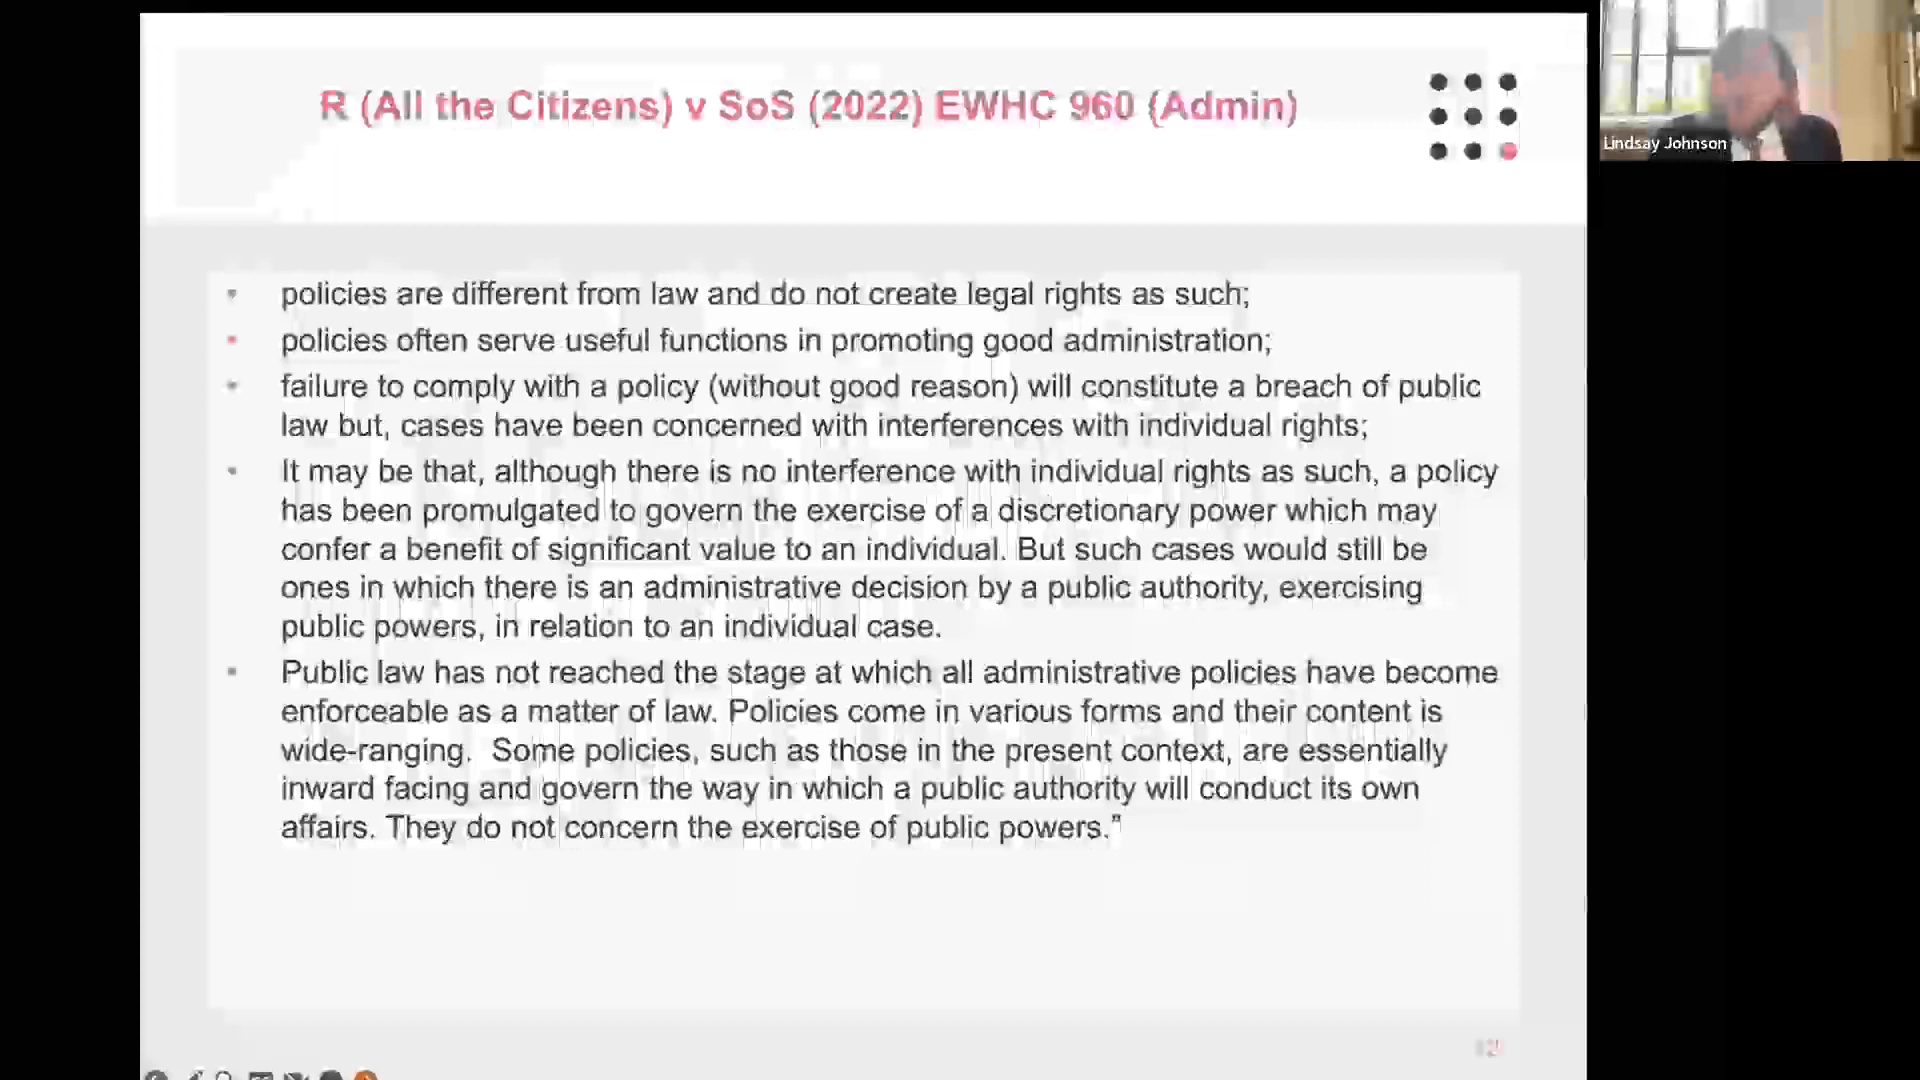 R (All the Citizens) v SoS (2022) EWHC 960 (Admin)
Lindsay Johnson
policies are different from law and do not create legal rights as such;
policies often serve useful functions in promoting good administration;
failure to comply with a policy (without good reason) will constitute a breach of public
law but, cases have been concerned with interferences with individual rights;
It may be that, although there is no interference with individual rights as such, a policy
has been promulgated to govern the exercise of a discretionary power which may
confer a benefit of significant value to an individual. But such cases would still be
ones in which there is an administrative decision by a public authority, exercising
public powers, in relation to an individual case.
Public law has not reached the stage at which all administrative policies have become
enforceable as a matter of law. Policies come in various forms and their content is
wide-ranging.  Some policies, such as those in the present context, are essentially
inward facing and govern the way in which a public authority will conduct its own
affairs. They do not concern the exercise of public powers.”